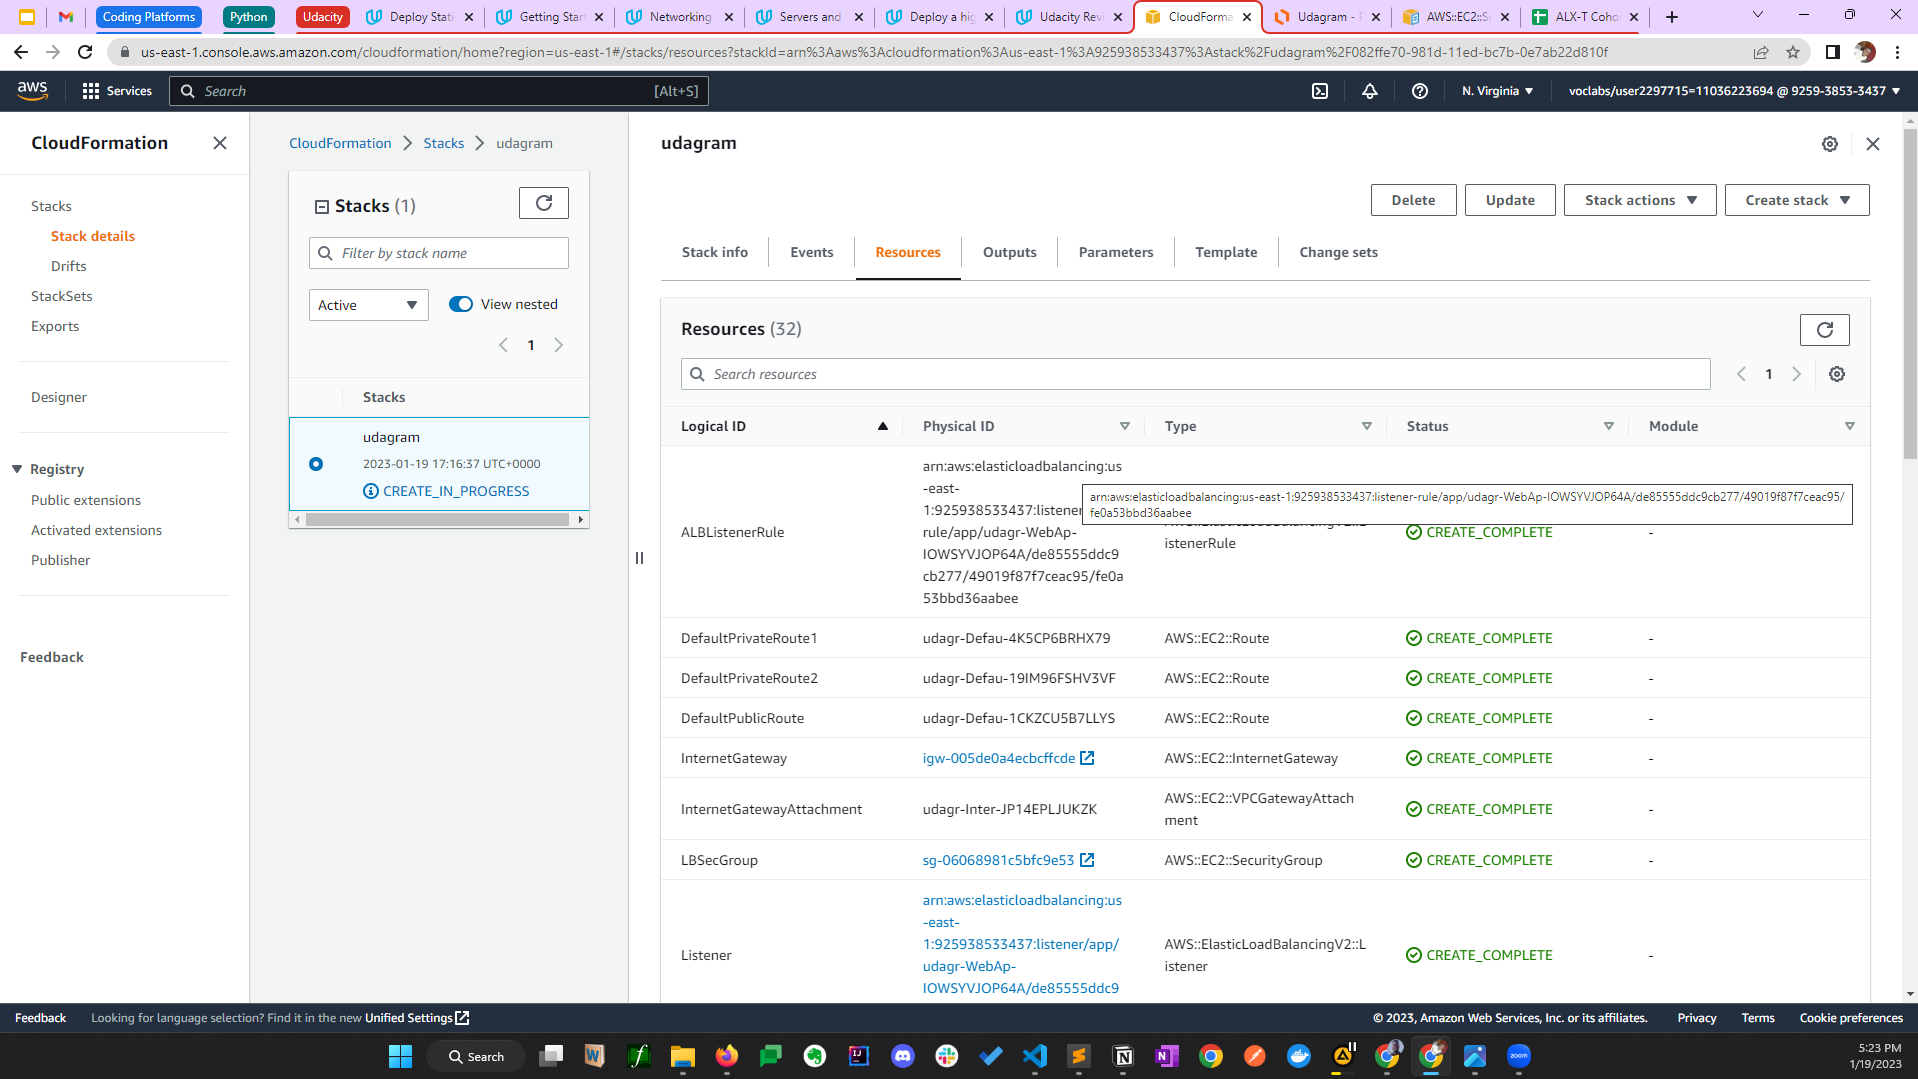 Coding Platforms
Python
Udacity
Deploy Stati
Getting Star
Networking
Servers and
Deploy a hig
Udacity Revi
CloudForma
Udagram - F
AWS::EC2::Se
ALX-T Coho
us-east-1.console.aws.amazon.com/cloudformation/home?region=us-east-1#/stacks/resources?stackId=arn%3Aaws%3Acloudformation%3Aus-east-1%3A925938533437%3Astack%2Fudagram%2F082ffe70-981d-11ed-bc7b-0e7ab22d810f
aws
Services
Search
[Alt+S]
N. Virginia
voclabs/user2297715=11036223694 @ 9259-3853-3437
CloudFormation
Stacks
Stack details
Drifts
StackSets
Exports
Designer
Registry
Public extensions
Activated extensions
Publisher
Feedback
CloudFormation
Stacks
udagram
Stacks (1)
Filter by stack name
Active
View nested
1
Stacks
udagram
2023-01-19 17:16:37 UTC+0000
CREATE_IN_PROGRESS
udagram
Delete
Update
Stack actions
Create stack
Stack info
Events
Resources
Outputs
Parameters
Template
Change sets
Resources (32)
Search resources
1
Logical ID
Physical ID
Type
Status
Module
ALBListenerRule
arn:aws:elasticloadbalancing:us
-east-
1:925938533437:listener
rule/app/udagr-WebAp-
IOWSYVJOP64A/de85555ddc9
cb277/49019f87f7ceac95/fe0a
53bbd36aabee
arn:aws:elasticloadbalancing:us-east-1:925938533437:listener-rule/app/udagr-WebAp-IOWSYVJOP64A/de85555ddc9cb277/49019f87f7ceac95/
fe0a53bbd36aabee
istenerRule
CREATE_COMPLETE
-
DefaultPrivateRoute1
udagr-Defau-4K5CP6BRHX79
AWS::EC2::Route
CREATE_COMPLETE
-
DefaultPrivateRoute2
udagr-Defau-19IM96FSHV3VF
AWS::EC2::Route
CREATE_COMPLETE
-
DefaultPublicRoute
udagr-Defau-1CKZCU5B7LLYS
AWS::EC2::Route
CREATE_COMPLETE
-
InternetGateway
igw-005de0a4ecbcffcde
AWS::EC2::InternetGateway
CREATE_COMPLETE
-
InternetGatewayAttachment
udagr-Inter-JP14EPLJUKZK
AWS::EC2::VPCGatewayAttach
ment
CREATE_COMPLETE
-
LBSecGroup
sg-06068981c5bfc9e53
AWS::EC2::SecurityGroup
CREATE_COMPLETE
-
Listener
arn:aws:elasticloadbalancing:us
-east-
1:925938533437:listener/app/
udagr-WebAp-
IOWSYVJOP64A/de85555ddc9
AWS::ElasticLoadBalancingV2::L
istener
CREATE_COMPLETE
-
Feedback
Looking for language selection? Find it in the new Unified Settings
© 2023, Amazon Web Services, Inc. or its affiliates.
Privacy
Terms
Cookie preferences
Search
zoom
5:23 PM
1/19/2023